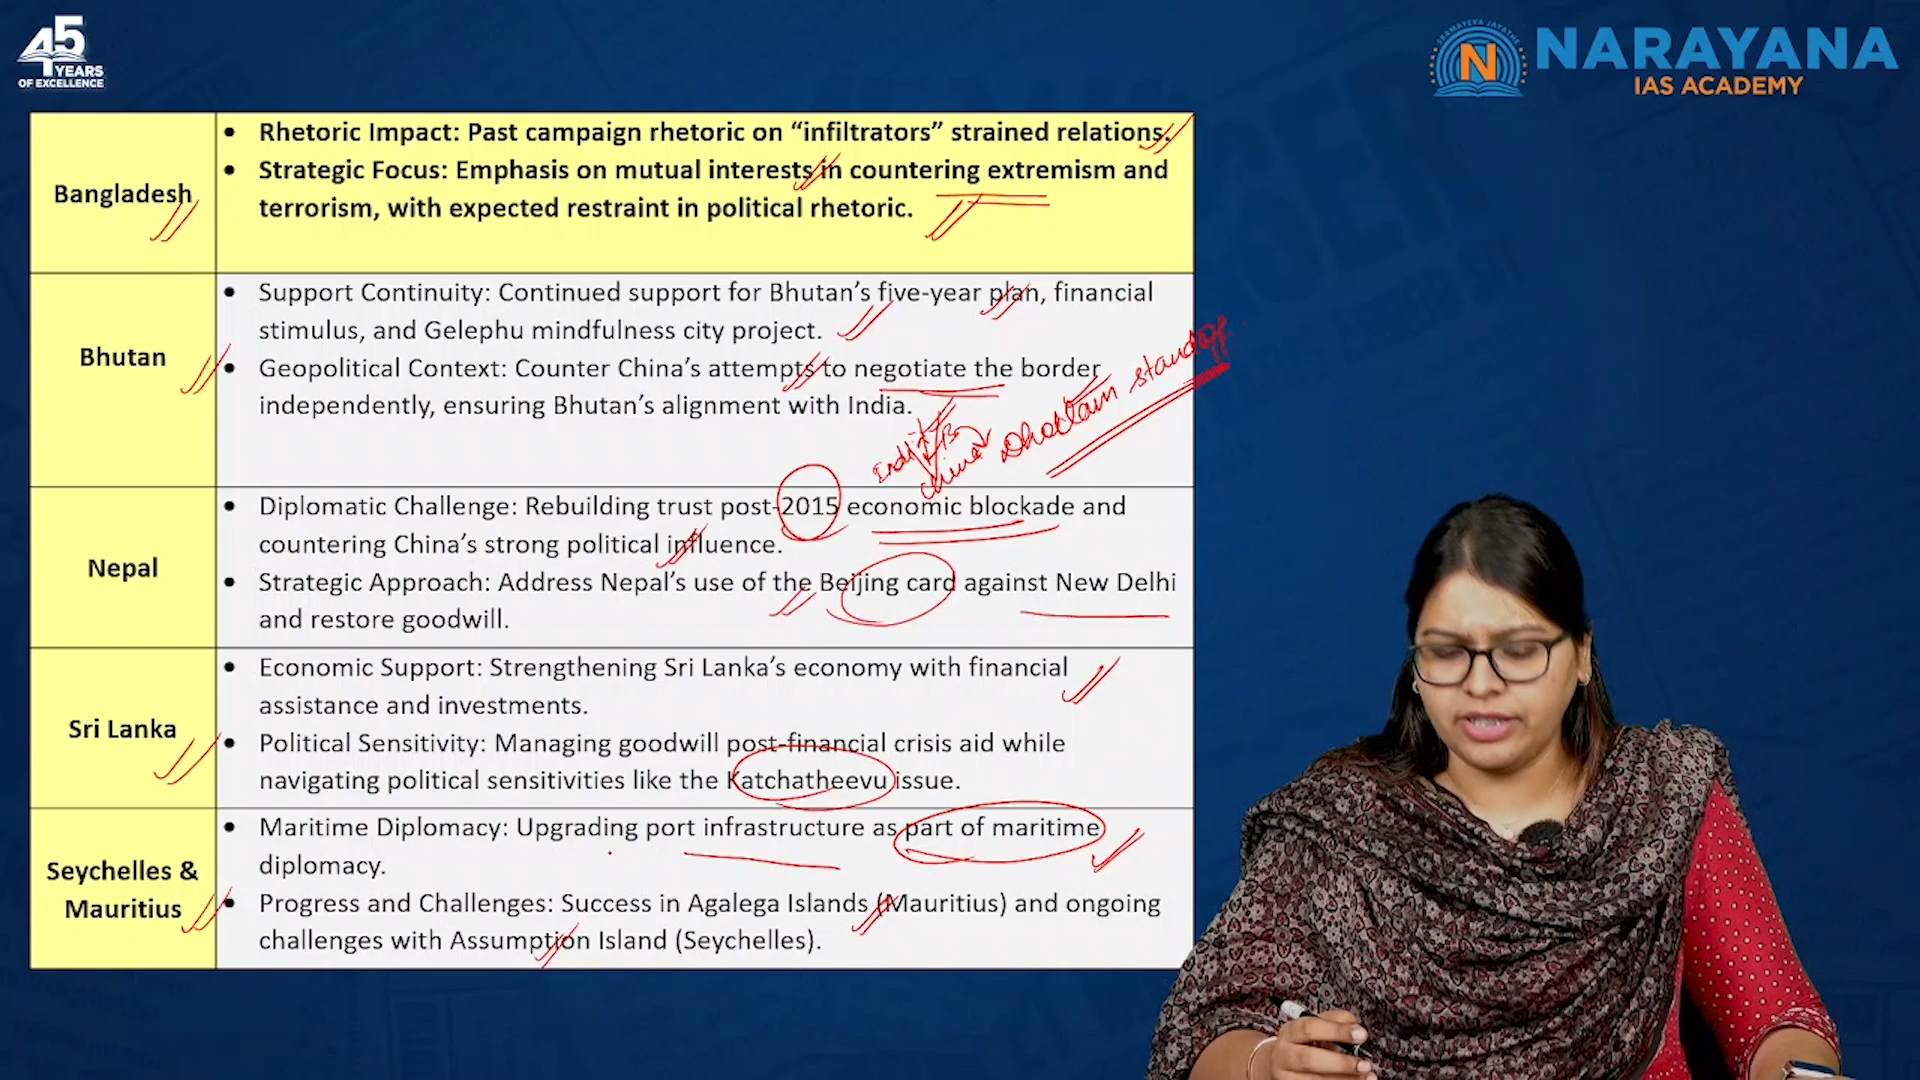 45
YEARS
OF EXCELLENCE
N
NARAYANA
IAS ACADEMY
Bangladesh
• Rhetoric Impact: Past campaign rhetoric on “infiltrators” strained relations.
• Strategic Focus: Emphasis on mutual interests in countering extremism and
terrorism, with expected restraint in political rhetoric.
Bhutan
• Support Continuity: Continued support for Bhutan’s five-year plan, financial
stimulus, and Gelephu mindfulness city project.
• Geopolitical Context: Counter China’s attempts to negotiate the border
independently, ensuring Bhutan’s alignment with India.
India B
China Dhoklam standoff
Nepal
• Diplomatic Challenge: Rebuilding trust post-2015 economic blockade and
countering China’s strong political influence.
• Strategic Approach: Address Nepal’s use of the Beijing card against New Delhi
and restore goodwill.
Sri Lanka
• Economic Support: Strengthening Sri Lanka’s economy with financial
assistance and investments.
• Political Sensitivity: Managing goodwill post-financial crisis aid while
navigating political sensitivities like the Katchatheevu issue.
Seychelles &
Mauritius
• Maritime Diplomacy: Upgrading port infrastructure as part of maritime
diplomacy.
• Progress and Challenges: Success in Agalega Islands (Mauritius) and ongoing
challenges with Assumption Island (Seychelles).